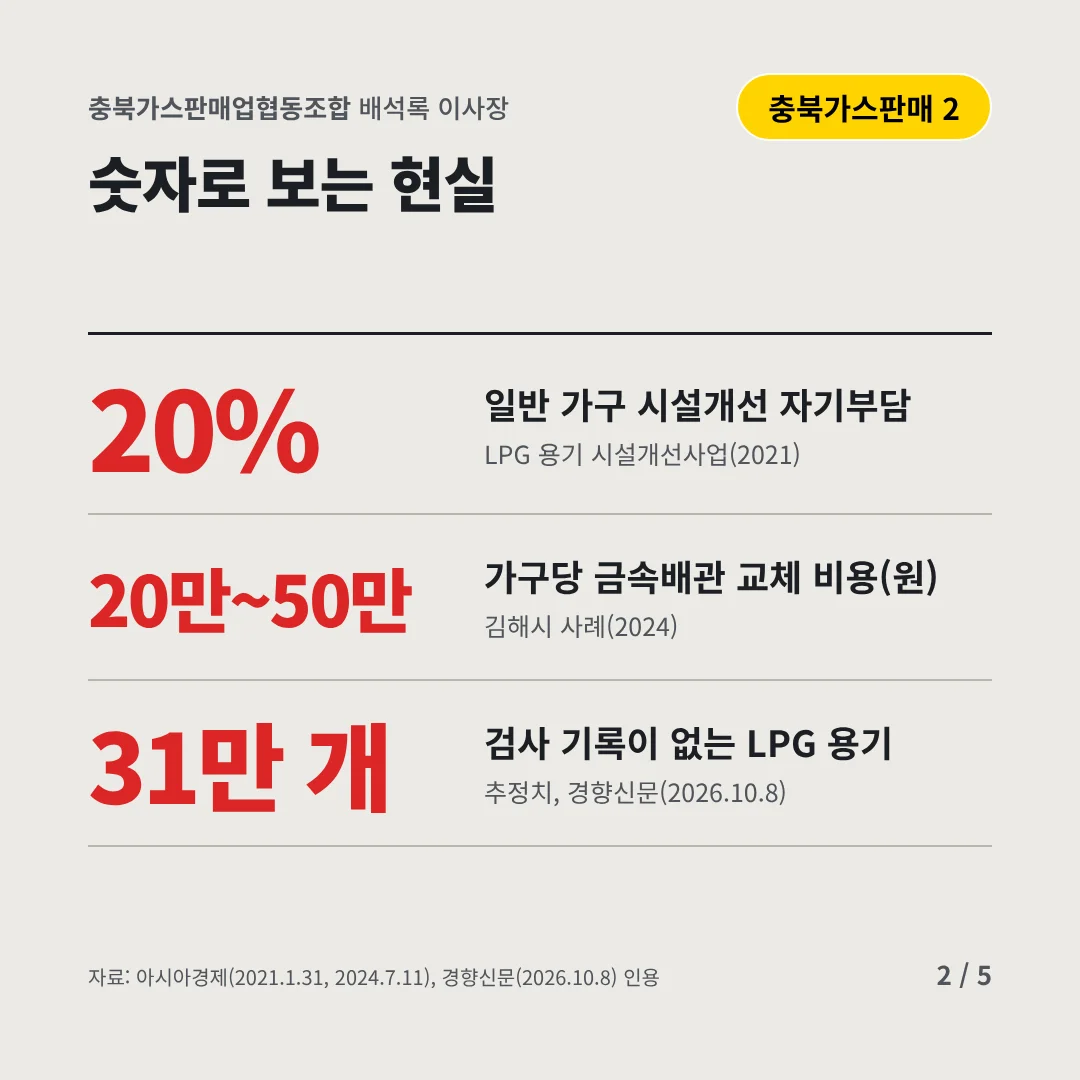 충북가스판매업협동조합 배석록 이사장
충북가스판매 2
숫자로 보는 현실
20%
일반 가구 시설개선 자기부담
LPG 용기 시설개선사업(2021)
20만~50만
가구당 금속배관 교체 비용(원)
김해시 사례(2024)
31만 개
검사 기록이 없는 LPG 용기
추정치, 경향신문(2026.10.8)
자료: 아시아경제(2021.1.31, 2024.7.11), 경향신문(2026.10.8) 인용
2 / 5